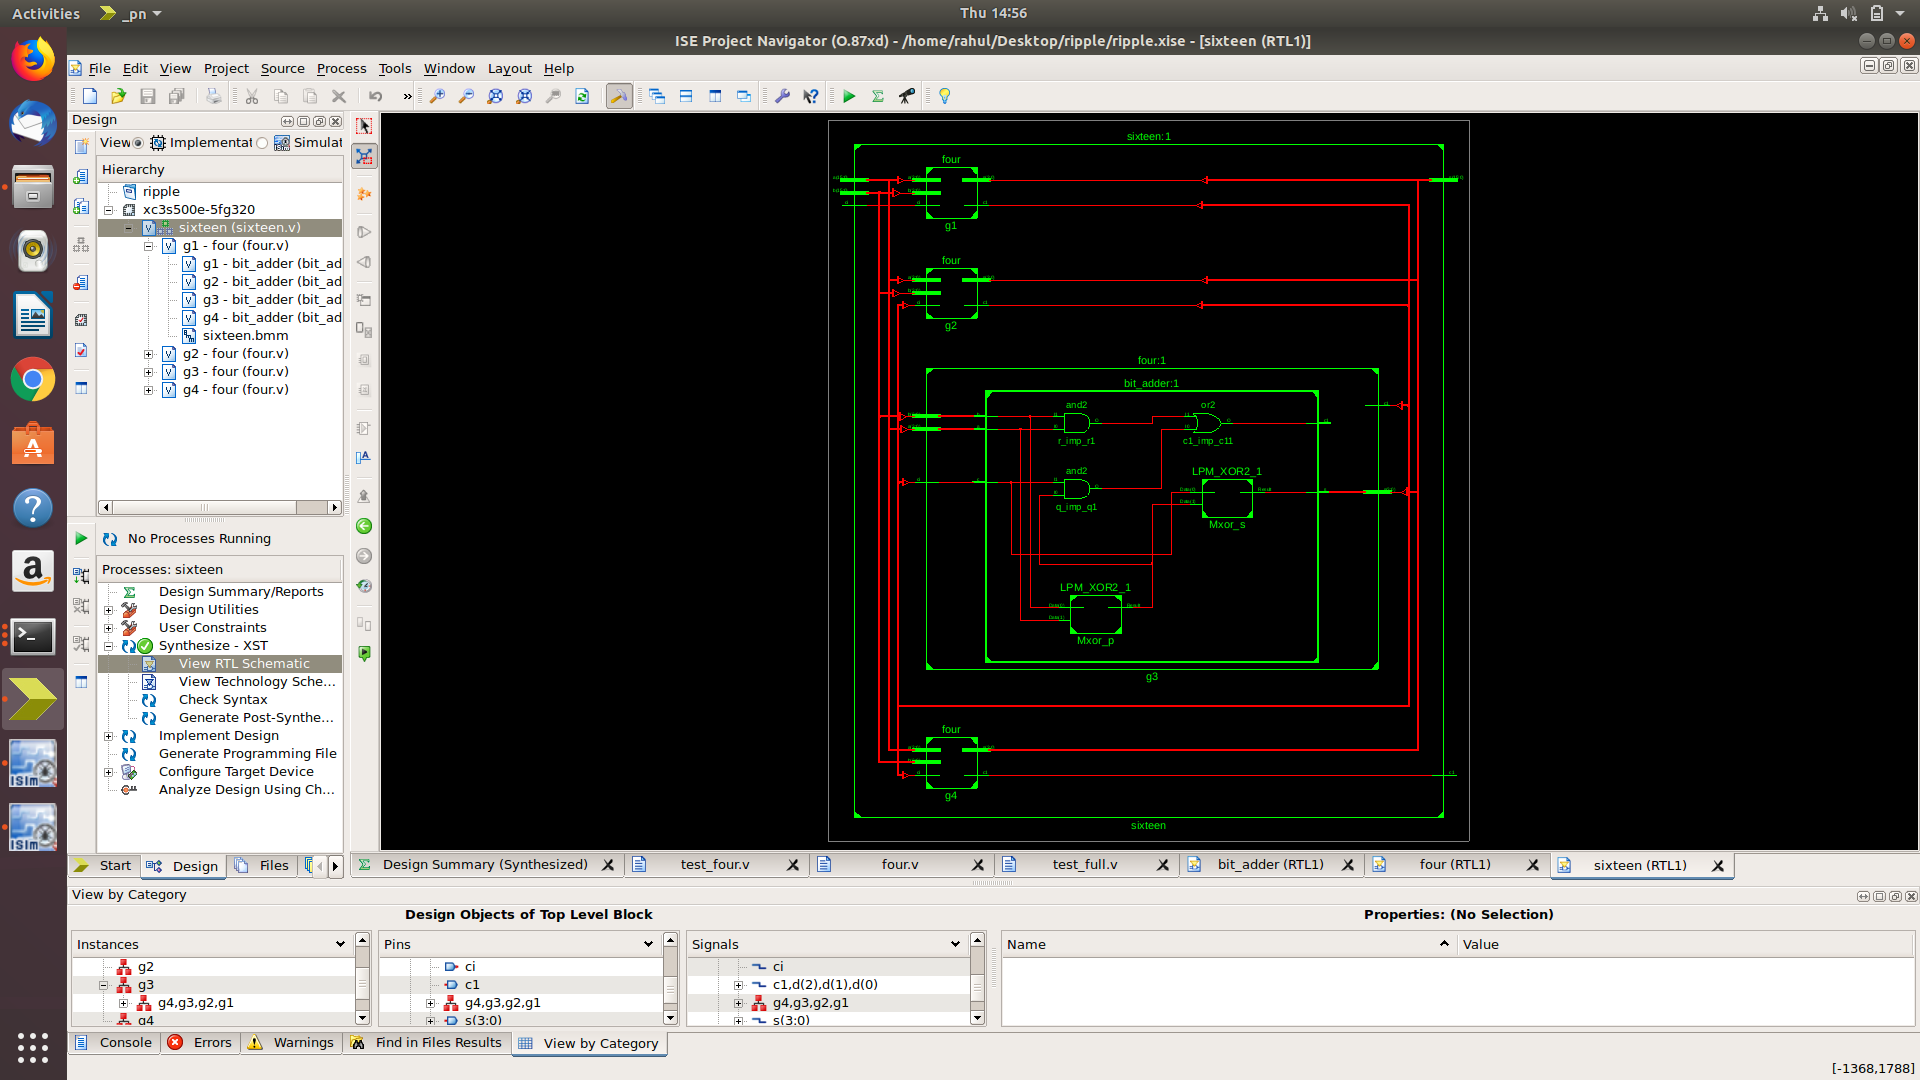 Activities
_pn
Thu 14:56
ISE Project Navigator (O.87xd) - /home/rahul/Desktop/ripple/ripple.xise - [sixteen (RTL1)]
File Edit View Project Source Process Tools Window Layout Help
»
Design
View Implementat Simulat
Hierarchy
ripple
xc3s500e-5fg320
sixteen (sixteen.v)
g1 - four (four.v)
g1 - bit_adder (bit_ad
g2 - bit_adder (bit_ad
g3 - bit_adder (bit_ad
g4 - bit_adder (bit_ad
sixteen.bmm
g2 - four (four.v)
g3 - four (four.v)
g4 - four (four.v)
No Processes Running
Processes: sixteen
Design Summary/Reports
Design Utilities
User Constraints
Synthesize - XST
View RTL Schematic
View Technology Sche...
Check Syntax
Generate Post-Synthe...
Implement Design
Generate Programming File
Configure Target Device
Analyze Design Using Ch...
Start Design Files
sixteen:1
four
g1
four
g2
four:1
bit_adder:1
and2
or2
r_imp_r1
c1_imp_c11
and2
LPM_XOR2_1
q_imp_q1
Mxor_s
LPM_XOR2_1
Mxor_p
g3
four
g4
sixteen
Design Summary (Synthesized) test_four.v four.v test_full.v bit_adder (RTL1) four (RTL1) sixteen (RTL1)
View by Category
Design Objects of Top Level Block
Properties: (No Selection)
Instances
g2
g3
g4,g3,g2,g1
g4
Pins
ci
c1
g4,g3,g2,g1
s(3:0)
Signals
ci
c1,d(2),d(1),d(0)
g4,g3,g2,g1
s(3:0)
Name Value
Console Errors Warnings Find in Files Results View by Category
[-1368,1788]